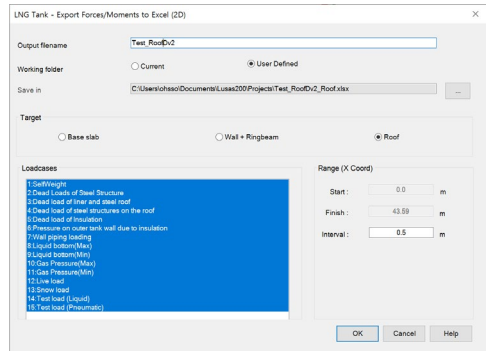 LNG Tank - Export Forces/Moments to Excel (2D)
Output filename
Test_RoofDv2
Working folder
Current
User Defined
Save in
C:\Users\ohsso\Documents\Lusas200\Projects\Test_RoofDv2_Roof.xlsx
...
Target
Base slab
Wall + Ringbeam
Roof
Loadcases
1:SelfWeight
2:Dead Loads of Steel Structure
3:Dead load of liner and steel roof
4:Dead load of steel structures on the roof
5:Dead load of Insulation
6:Pressure on outer tank wall due to insulation
7:Wall piping loading
8:Liquid bottom(Max)
9:Liquid bottom(Min)
10:Gas Pressure(Max)
11:Gas Pressure(Min)
12:Live load
13:Snow load
14:Test load (Liquid)
15:Test load (Pneumatic)
Range (X Coord)
Start :
0.0
m
Finish :
43.59
m
Interval :
0.5
m
OK
Cancel
Help